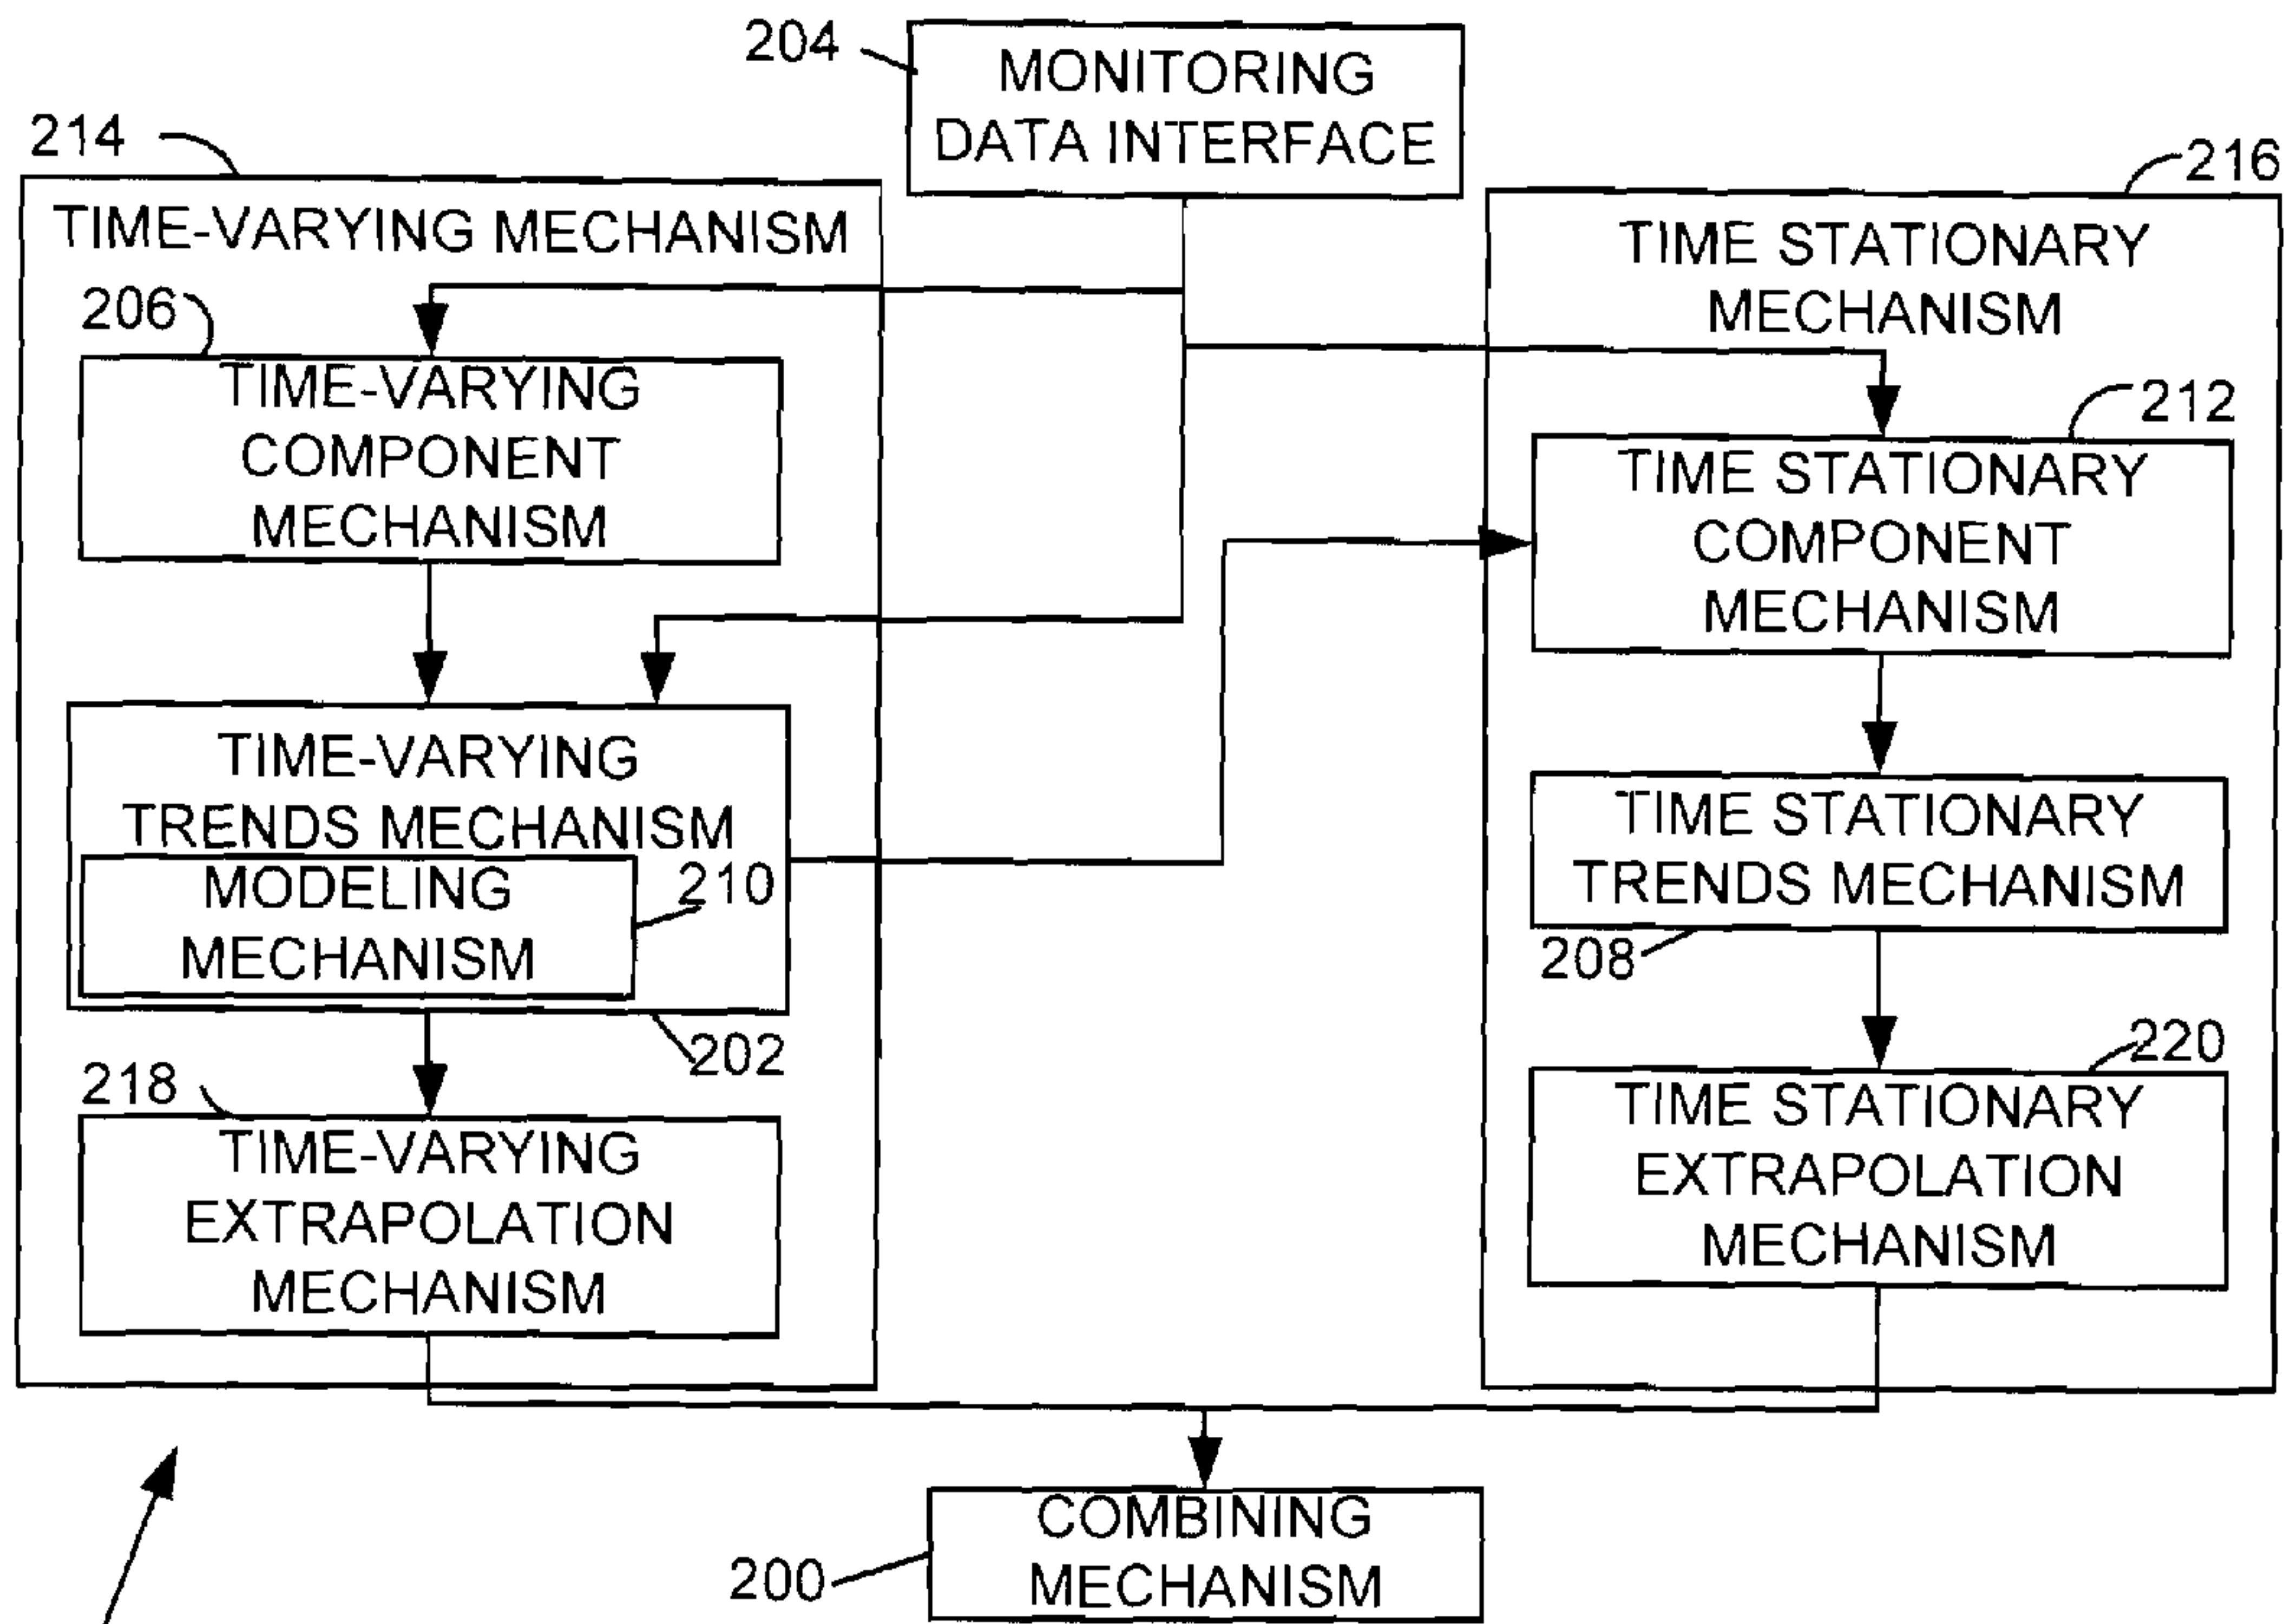 204
MONITORING
DATA INTERFACE
214
TIME-VARYING MECHANISM
206
TIME-VARYING
COMPONENT
MECHANISM
TIME-VARYING
TRENDS MECHANISM
MODELING
MECHANISM
210
202
218
TIME-VARYING
EXTRAPOLATION
MECHANISM
216
TIME STATIONARY
MECHANISM
212
TIME STATIONARY
COMPONENT
MECHANISM
TIME STATIONARY
TRENDS MECHANISM
208
220
TIME STATIONARY
EXTRAPOLATION
MECHANISM
COMBINING
MECHANISM
200